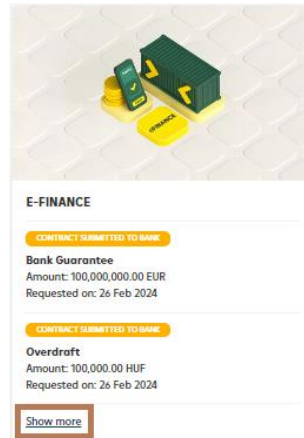 eFINANCE
E-FINANCE
CONTRACT SUBMITTED TO BANK
Bank Guarantee
Amount: 100,000,000.00 EUR
Requested on: 26 Feb 2024
CONTRACT SUBMITTED TO BANK
Overdraft
Amount: 100,000.00 HUF
Requested on: 26 Feb 2024
Show more